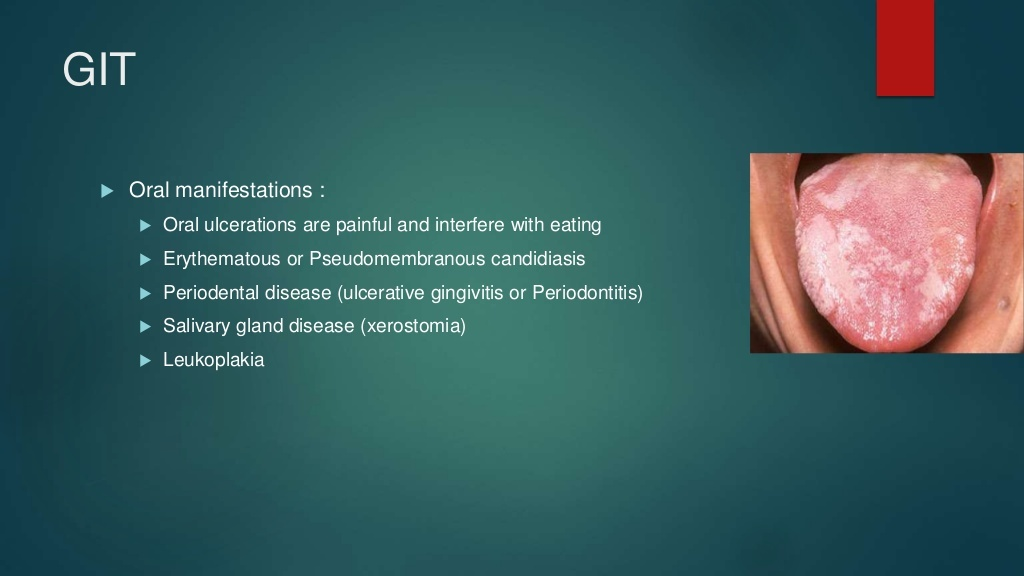 GIT
Oral manifestations :
Oral ulcerations are painful and interfere with eating
Erythematous or Pseudomembranous candidiasis
Periodental disease (ulcerative gingivitis or Periodontitis)
Salivary gland disease (xerostomia)
Leukoplakia